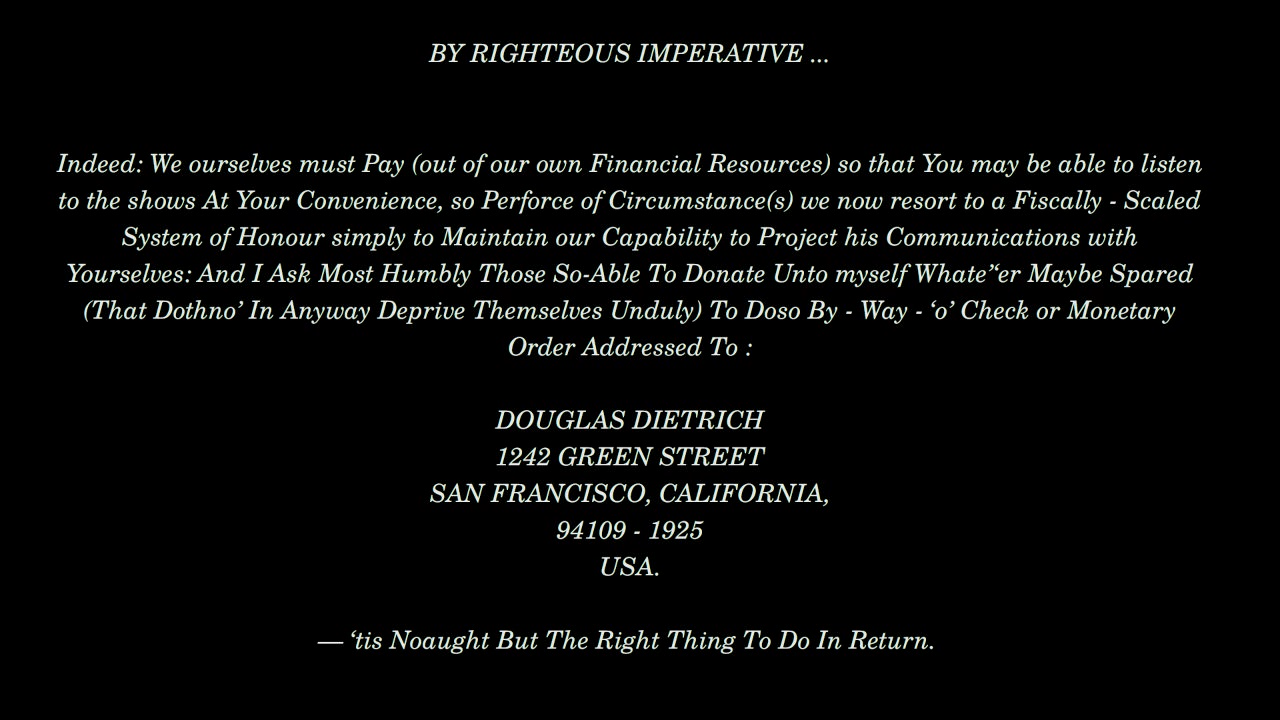 BY RIGHTEOUS IMPERATIVE ...
Indeed: We ourselves must Pay (out of our own Financial Resources) so that You may be able to listen
to the shows At Your Convenience, so Perforce of Circumstance(s) we now resort to a Fiscally - Scaled
System of Honour simply to Maintain our Capability to Project his Communications with
Yourselves: And I Ask Most Humbly Those So-Able To Donate Unto myself Whate”“er Maybe Spared
(That Dothno’ In Anyway Deprive Themselves Unduly) To Doso By - Way - ‘o’ Check or Monetary
Order Addressed To :
DOUGLAS DIETRICH
1242 GREEN STREET
SAN FRANCISCO, CALIFORNIA,
94109 - 1925
USA.
— ‘tis Noaught But The Right Thing To Do In Return.